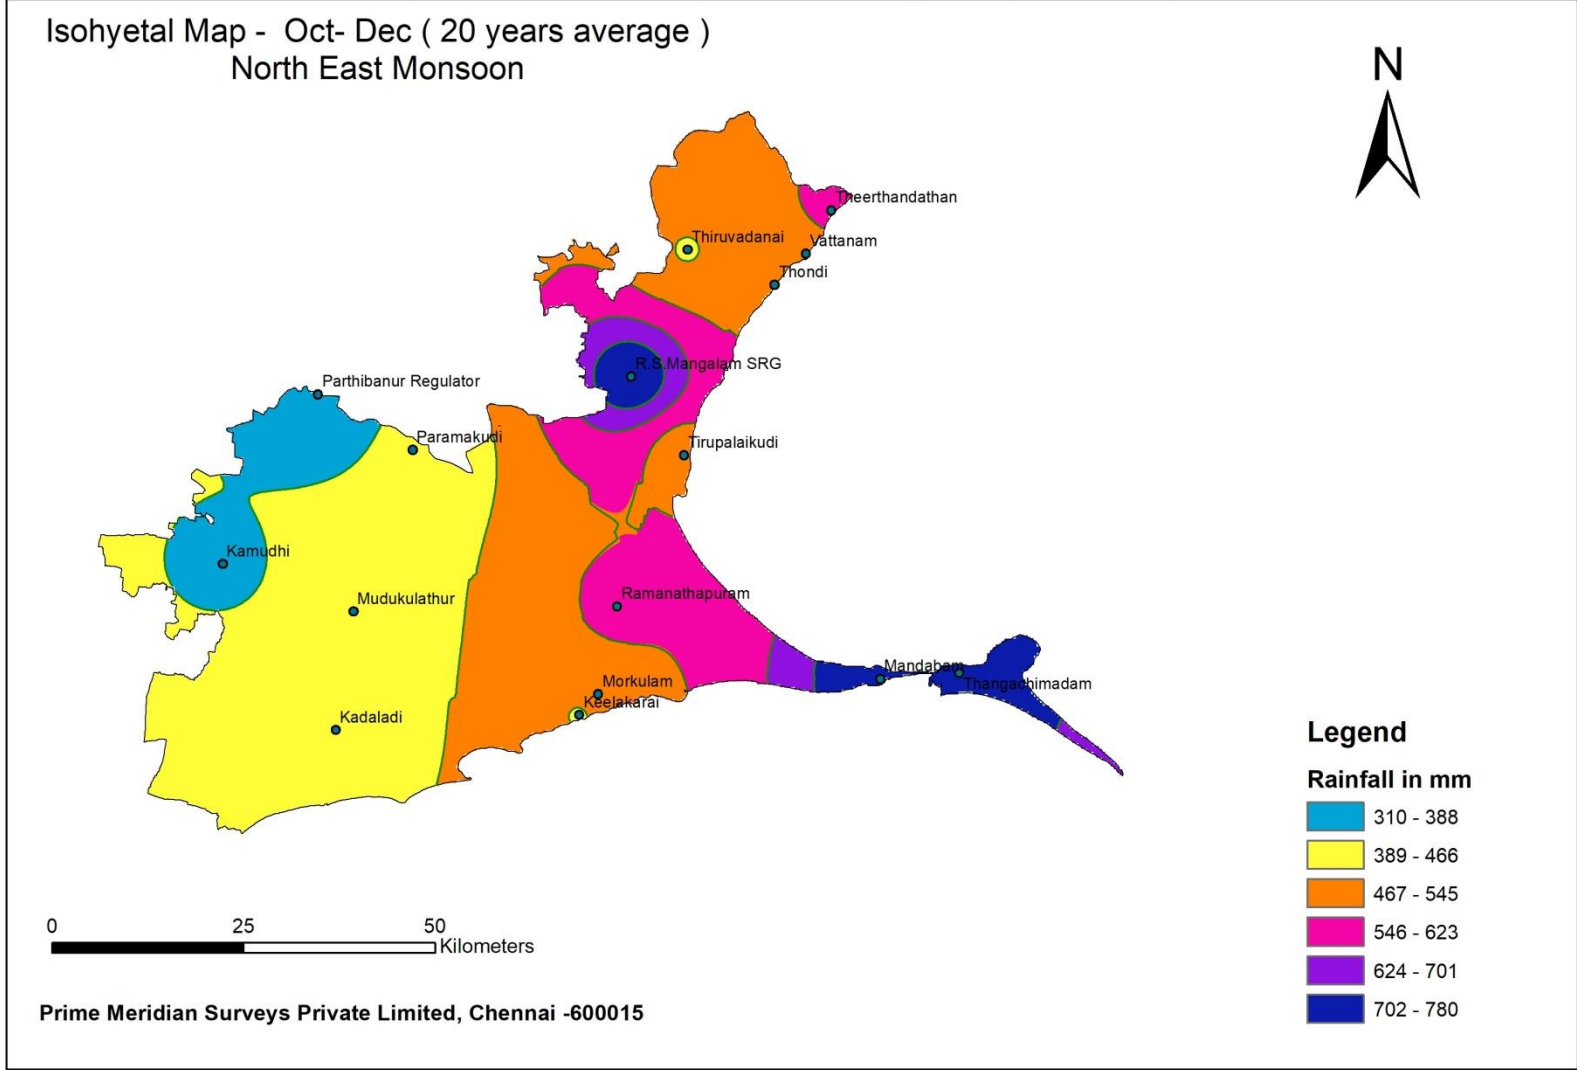 Isohyetal Map - Oct- Dec ( 20 years average )
North East Monsoon
N
Theerthandathan
Thiruvadanai
Vattanam
Thondi
R.S.Mangalam SRG
Parthibanur Regulator
Paramakudi
Tirupalaikudi
Kamudhi
Mudukulathur
Ramanathapuram
Mandabam
Thangachimadam
Morkulam
Keelakarai
Kadaladi
Legend
Rainfall in mm
310 - 388
389 - 466
467 - 545
546 - 623
624 - 701
702 - 780
0 25 50
Kilometers
Prime Meridian Surveys Private Limited, Chennai -600015